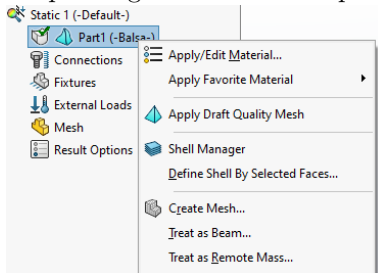 Static 1 (-Default-)
Part1 (-Balsa-)
Connections
Fixtures
External Loads
Mesh
Result Options
Apply/Edit Material...
Apply Favorite Material
Apply Draft Quality Mesh
Shell Manager
Define Shell By Selected Faces...
Create Mesh...
Treat as Beam...
Treat as Remote Mass...